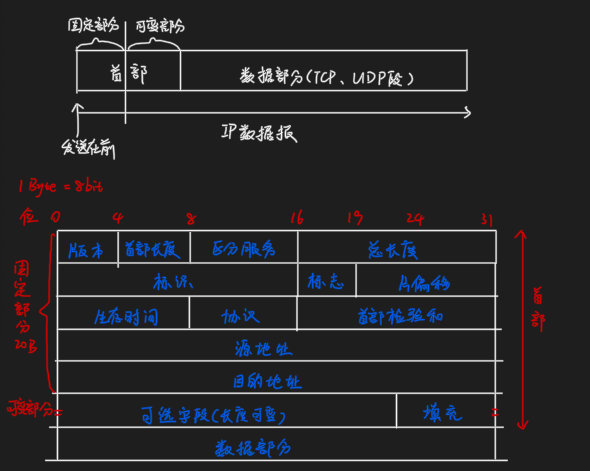 固定部分 可变部分
首部 数据部分(TCP、UDP段)
IP数据报
发送在前
1 Byte = 8bit
位 0 4 8 16 19 24 31
版本 首部长度 区分服务 总长度
标识 标志 片偏移
生存时间 协议 首部检验和
源地址
目的地址
可选字段(长度可变) 填充
数据部分
固定部分20B
可变部分
首部